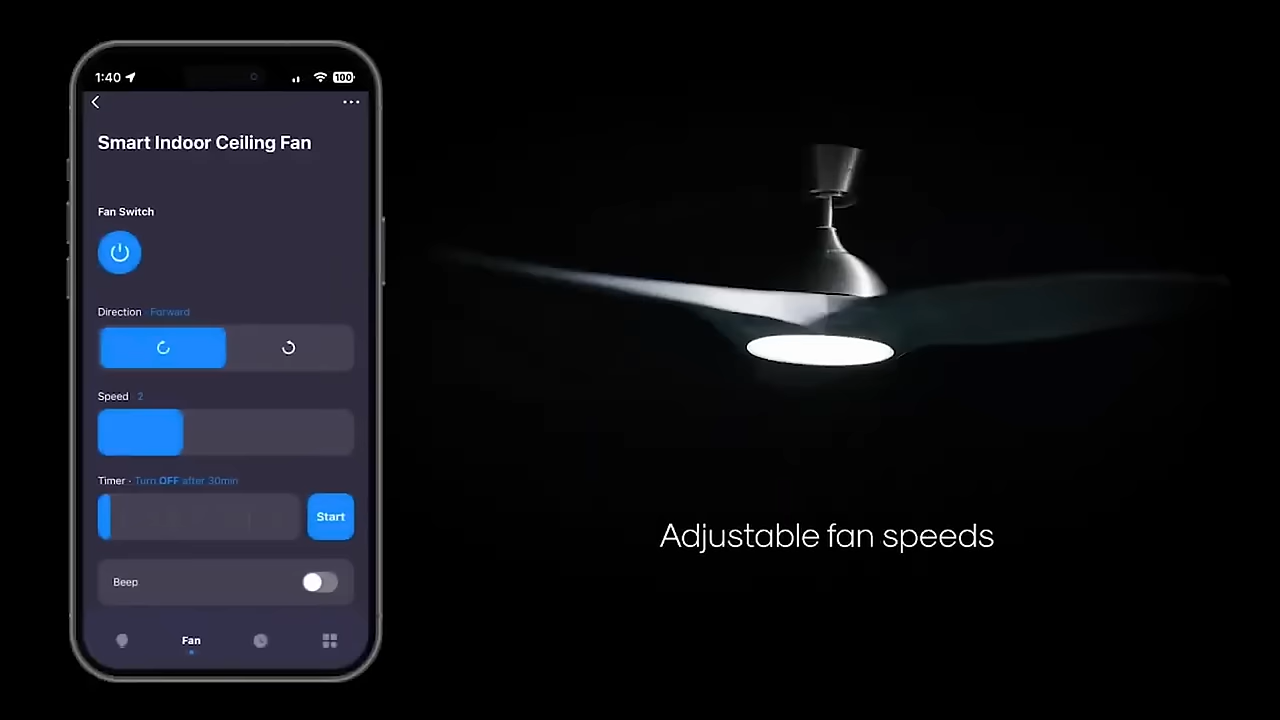 1:40
100
Smart Indoor Ceiling Fan
Fan Switch
Direction · Forward
Speed · 2
Timer · Turn OFF after 30min
Start
Beep
Fan
Adjustable fan speeds